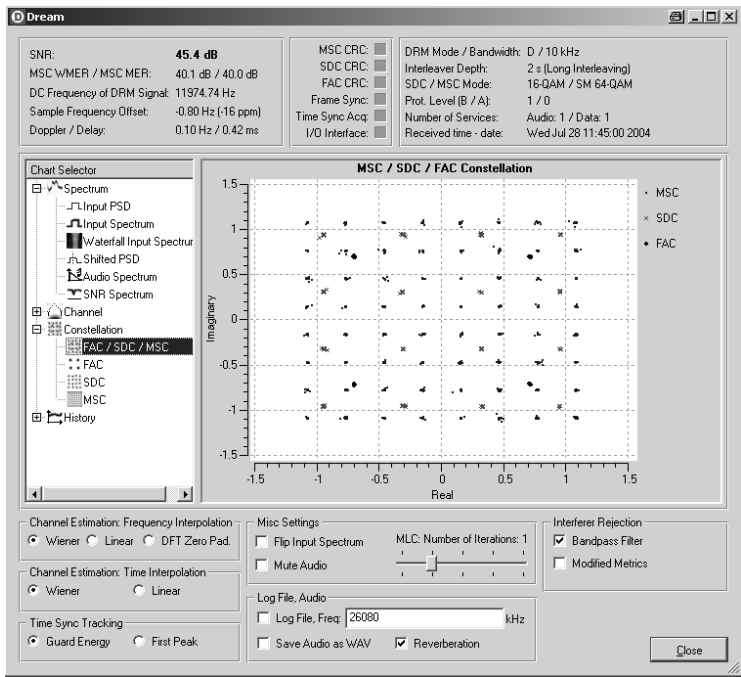 Dream
SNR: 45.4 dB
MSC WMER / MSC MER: 40.1 dB / 40.0 dB
DC Frequency of DRM Signal: 11974.74 Hz
Sample Frequency Offset: -0.80 Hz (-16 ppm)
Doppler / Delay: 0.10 Hz / 0.42 ms
MSC CRC:
SDC CRC:
FAC CRC:
Frame Sync:
Time Sync Acq:
I/O Interface:
DRM Mode / Bandwidth: D / 10 kHz
Interleaver Depth: 2 s (Long Interleaving)
SDC / MSC Mode: 16-QAM / SM 64-QAM
Prot. Level (B / A): 1 / 0
Number of Services: Audio: 1 / Data: 1
Received time - date: Wed Jul 28 11:45:00 2004
Chart Selector
Spectrum
Input PSD
Input Spectrum
Waterfall Input Spectrur
Shifted PSD
Audio Spectrum
SNR Spectrum
Channel
Constellation
FAC / SDC / MSC
FAC
SDC
MSC
History
MSC / SDC / FAC Constellation
1.5
1
0.5
0
-0.5
-1
-1.5
Imaginary
-1.5 -1 -0.5 0 0.5 1 1.5
Real
MSC
SDC
FAC
Channel Estimation: Frequency Interpolation
Wiener Linear DFT Zero Pad.
Channel Estimation: Time Interpolation
Wiener Linear
Time Sync Tracking
Guard Energy First Peak
Misc Settings
Flip Input Spectrum
Mute Audio
MLC: Number of Iterations: 1
Log File, Audio
Log File, Freq: 26080 kHz
Save Audio as WAV Reverberation
Interferer Rejection
Bandpass Filter
Modified Metrics
Close